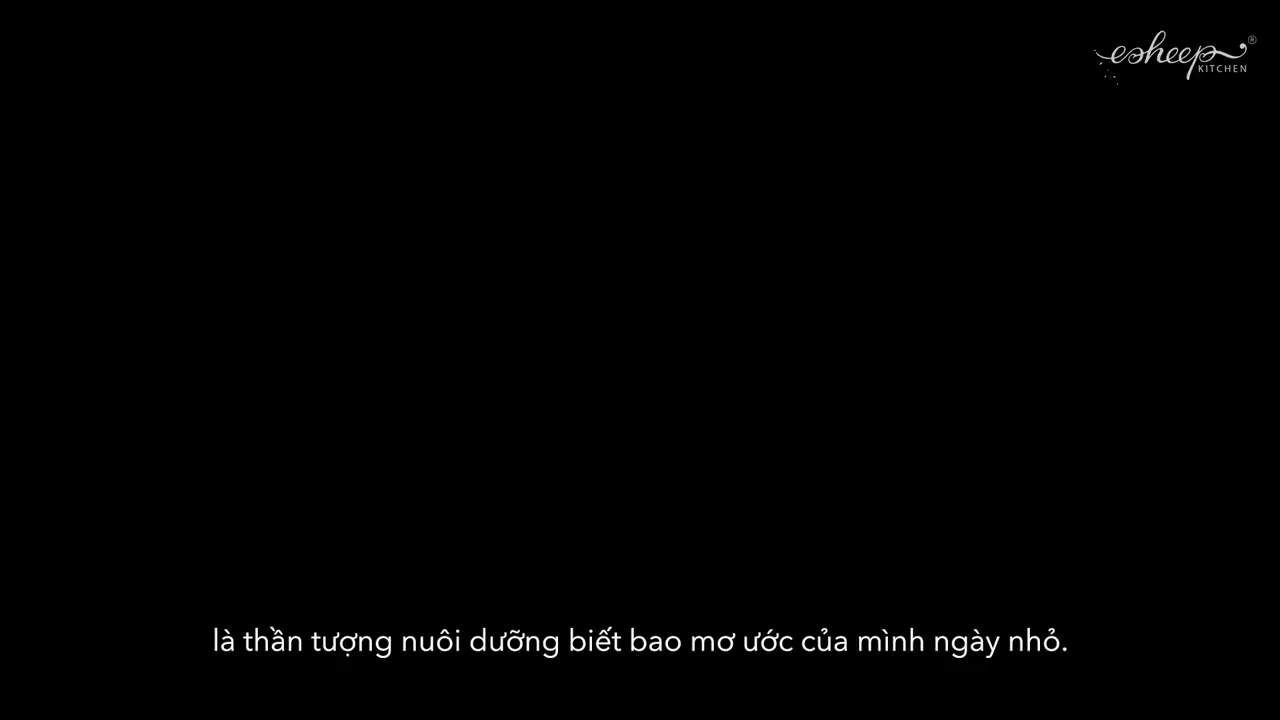 esheep®
KITCHEN
là thần tượng nuôi dưỡng biết bao mơ ước của mình ngày nhỏ.